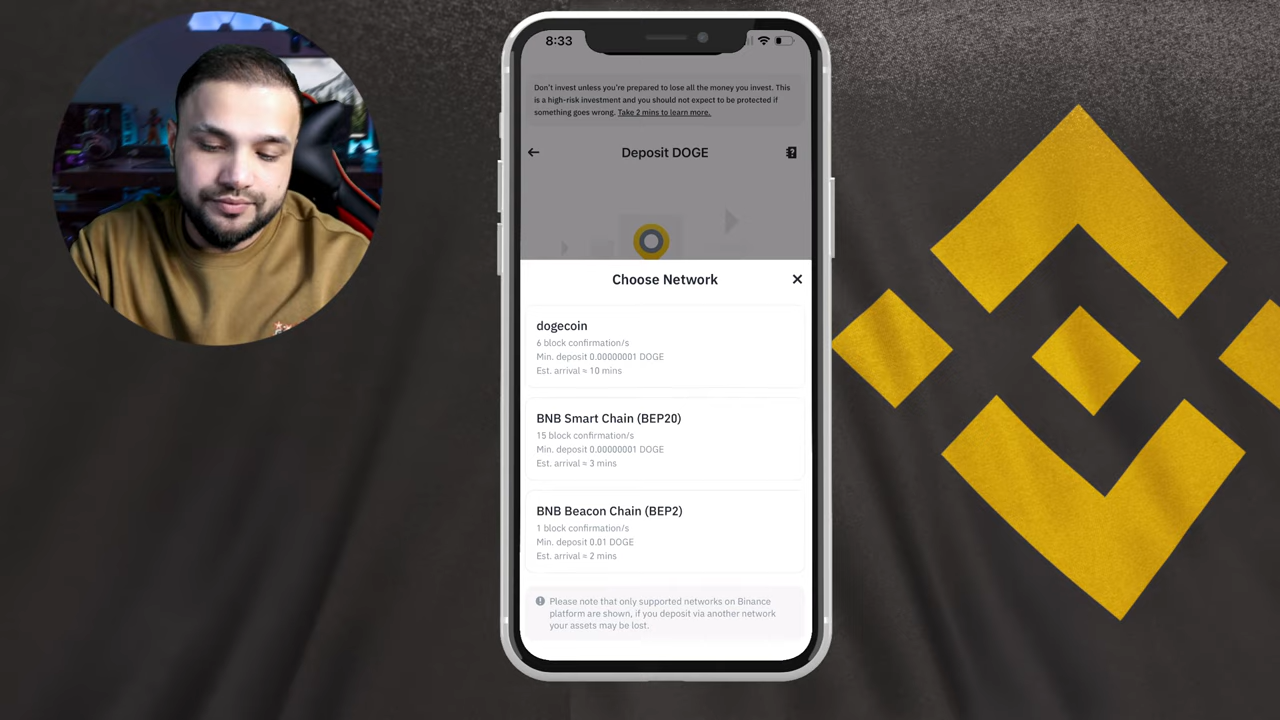 8:33
Don't invest unless you're prepared to lose all the money you invest. This
is a high-risk investment and you should not expect to be protected if
something goes wrong. Take 2 mins to learn more.
Deposit DOGE
Choose Network
dogecoin
6 block confirmation/s
Min. deposit 0.00000001 DOGE
Est. arrival ≈ 10 mins
BNB Smart Chain (BEP20)
15 block confirmation/s
Min. deposit 0.00000001 DOGE
Est. arrival ≈ 3 mins
BNB Beacon Chain (BEP2)
1 block confirmation/s
Min. deposit 0.01 DOGE
Est. arrival ≈ 2 mins
Please note that only supported networks on Binance
platform are shown, if you deposit via another network
your assets may be lost.